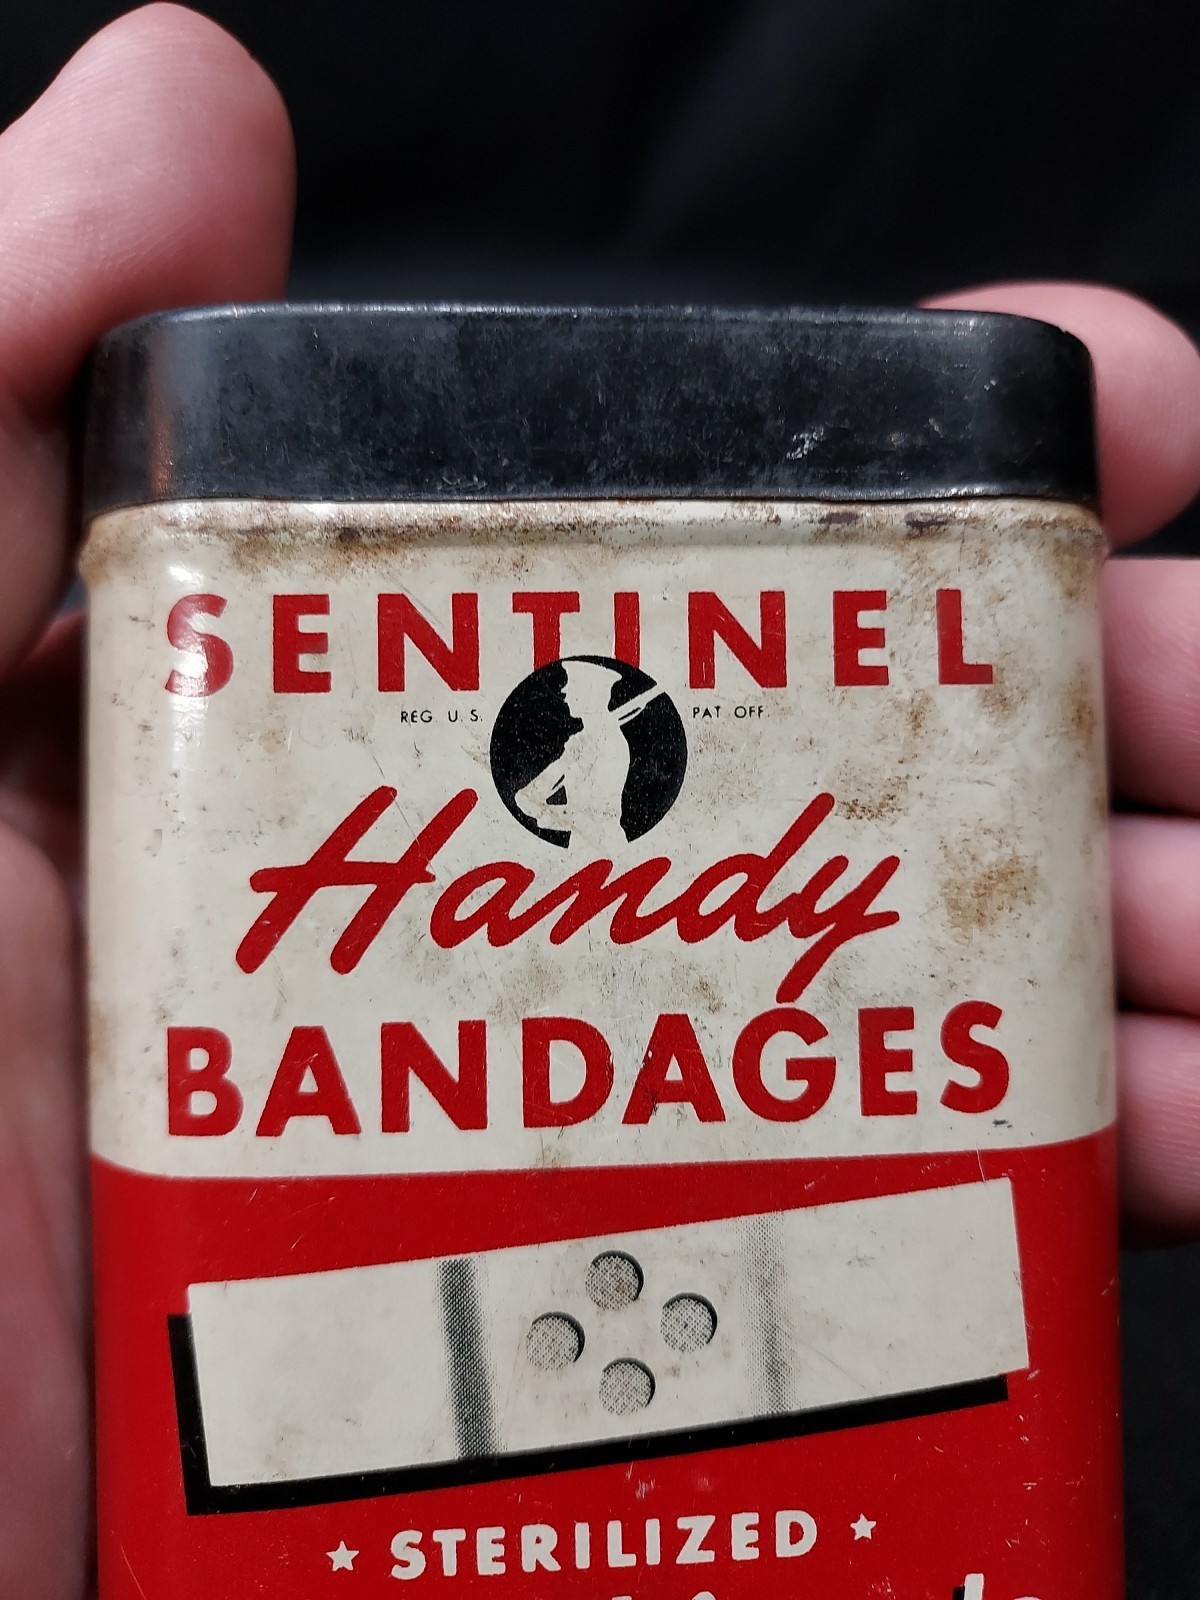 SENTINEL
REG. U.S. PAT. OFF.
Handy
BANDAGES
★ STERILIZED ★